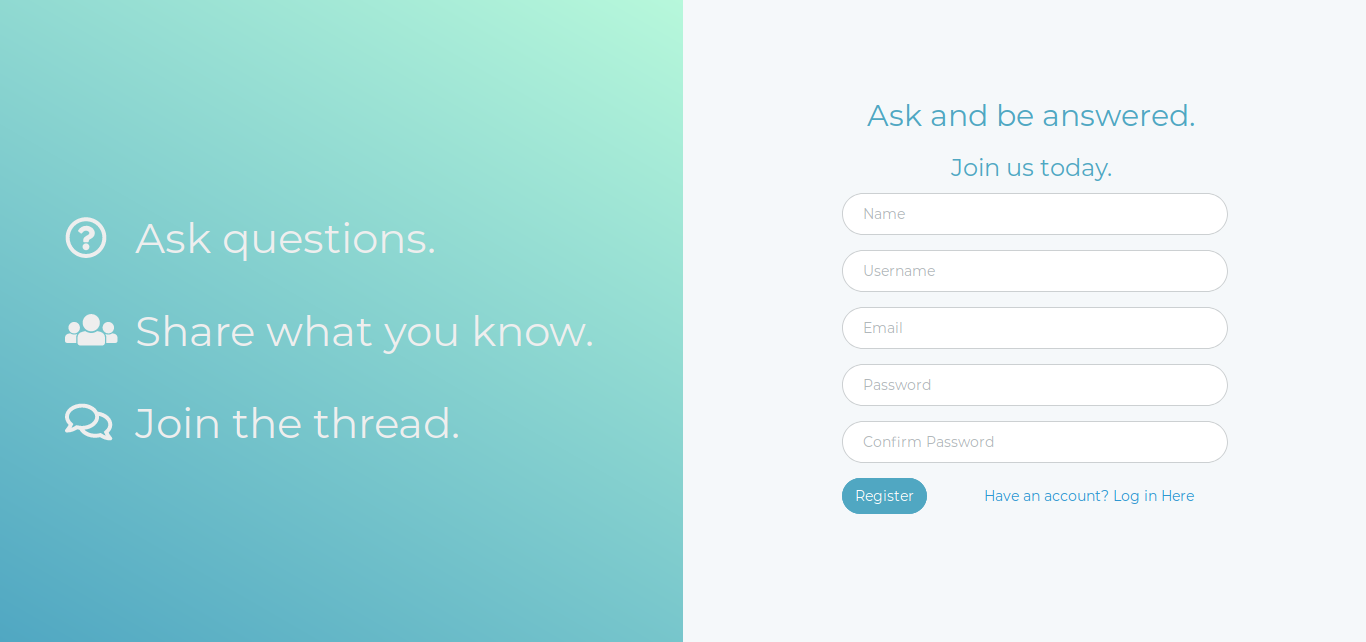 Ask questions.
Share what you know.
Join the thread.
Ask and be answered.
Join us today.
Name
Username
Email
Password
Confirm Password
Register
Have an account? Log in Here